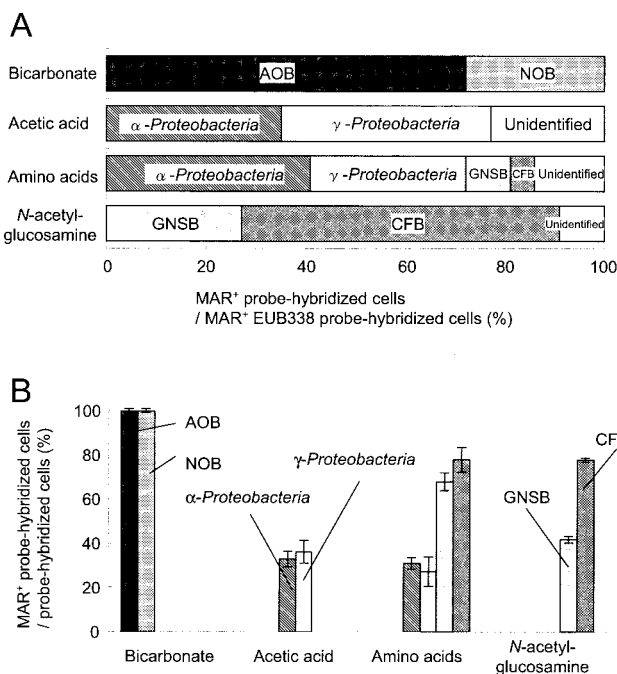 A
Bicarbonate
AOB
NOB
Acetic acid
α-Proteobacteria
γ-Proteobacteria
Unidentified
Amino acids
α-Proteobacteria
γ-Proteobacteria
GNSB
CFB
Unidentified
N-acetyl-
glucosamine
GNSB
CFB
Unidentified
0
20
40
60
80
100
MAR⁺ probe-hybridized cells
/ MAR⁺ EUB338 probe-hybridized cells (%)
B
MAR⁺ probe-hybridized cells
/ probe-hybridized cells (%)
100
80
60
40
20
0
AOB
NOB
α-Proteobacteria
γ-Proteobacteria
GNSB
CF
Bicarbonate
Acetic acid
Amino acids
N-acetyl-
glucosamine